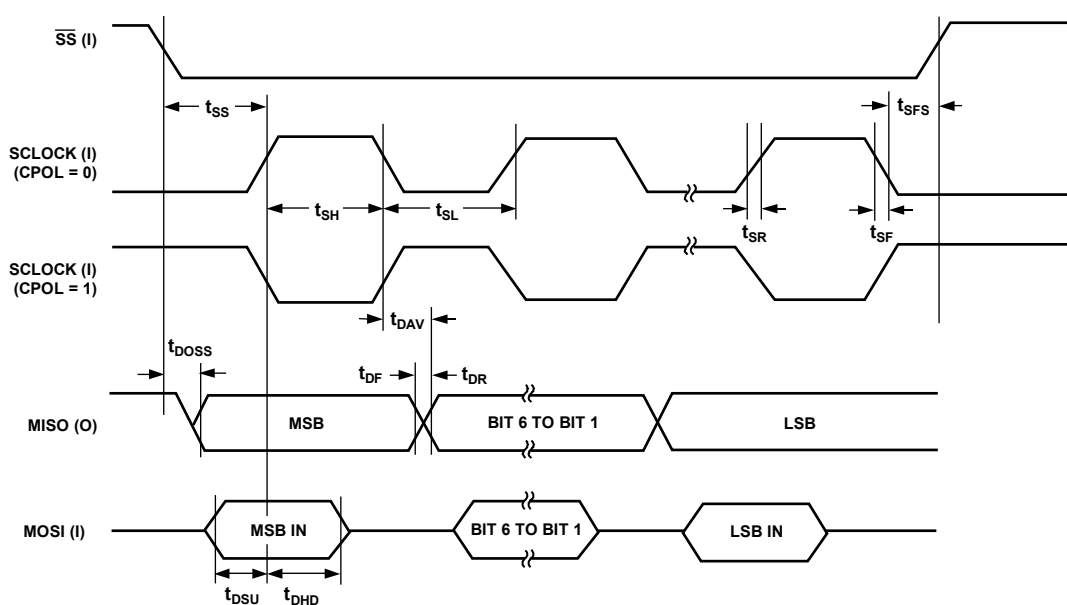 SS (I)
tSS
tSFS
SCLOCK (I)
(CPOL = 0)
tSH
tSL
tSR
tSF
SCLOCK (I)
(CPOL = 1)
tDAV
tDOSS
tDF
tDR
MISO (O)
MSB
BIT 6 TO BIT 1
LSB
MOSI (I)
MSB IN
BIT 6 TO BIT 1
LSB IN
tDSU
tDHD